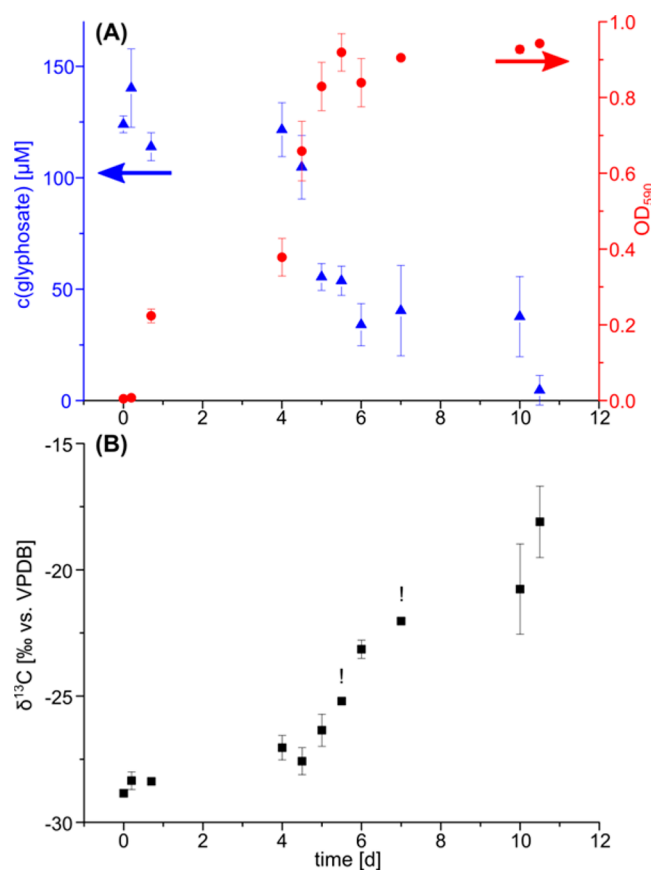 (A)
c(glyphosate) [µM]
150
100
50
0
1.0
0.8
0.6
0.4
0.2
0.0
OD590
0 2 4 6 8 10 12
(B)
δ13C [‰ vs. VPDB]
-15
-20
-25
-30
!
!
0 2 4 6 8 10 12
time [d]